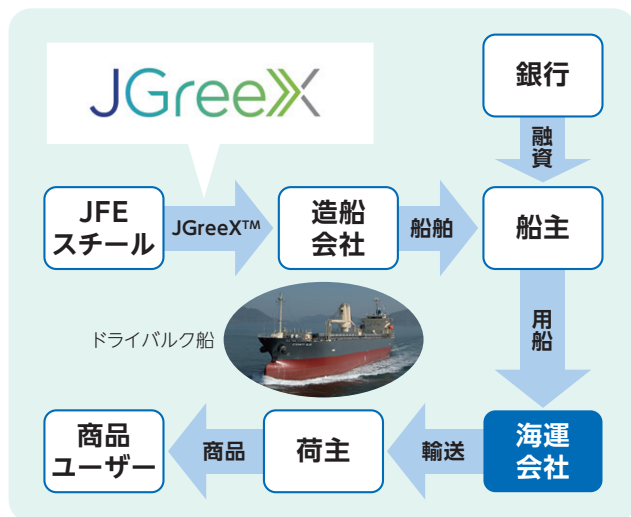 JGreeX
銀行
融資
JFE
スチール
JGreeX™
造船
会社
船舶
船主
ドライバルク船
用船
商品
ユーザー
商品
荷主
輸送
海運
会社